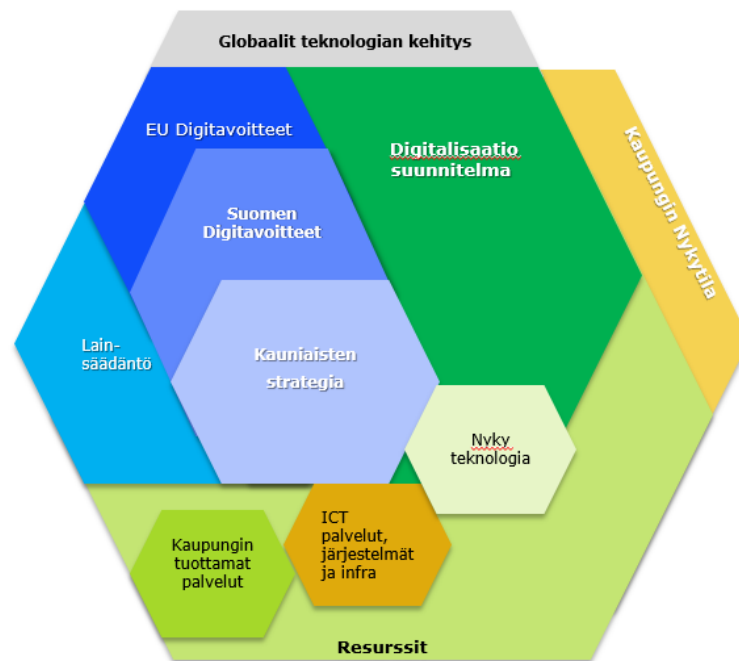 Globaalit teknologian kehitys
EU Digitavoitteet
Digitalisaatio
suunnitelma
Kaupungin Nykytila
Suomen
Digitavoitteet
Lain-
säädäntö
Kauniaisten
strategia
Nyky
teknologia
ICT
palvelut,
järjestelmät
ja infra
Kaupungin
tuottamat
palvelut
Resurssit